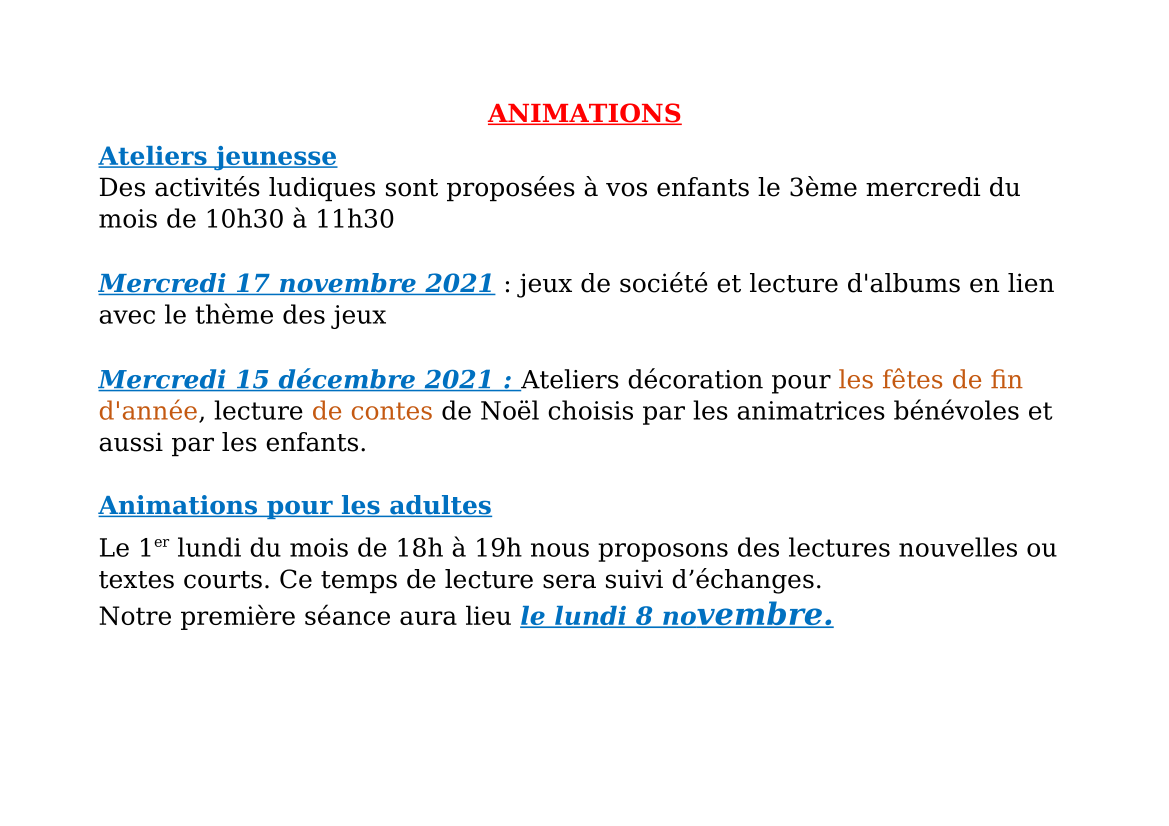 ANIMATIONS
Ateliers jeunesse
Des activités ludiques sont proposées à vos enfants le 3ème mercredi du
mois de 10h30 à 11h30
Mercredi 17 novembre 2021 : jeux de société et lecture d'albums en lien
avec le thème des jeux
Mercredi 15 décembre 2021 : Ateliers décoration pour les fêtes de fin
d'année, lecture de contes de Noël choisis par les animatrices bénévoles et
aussi par les enfants.
Animations pour les adultes
Le 1er lundi du mois de 18h à 19h nous proposons des lectures nouvelles ou
textes courts. Ce temps de lecture sera suivi d’échanges.
Notre première séance aura lieu le lundi 8 novembre.